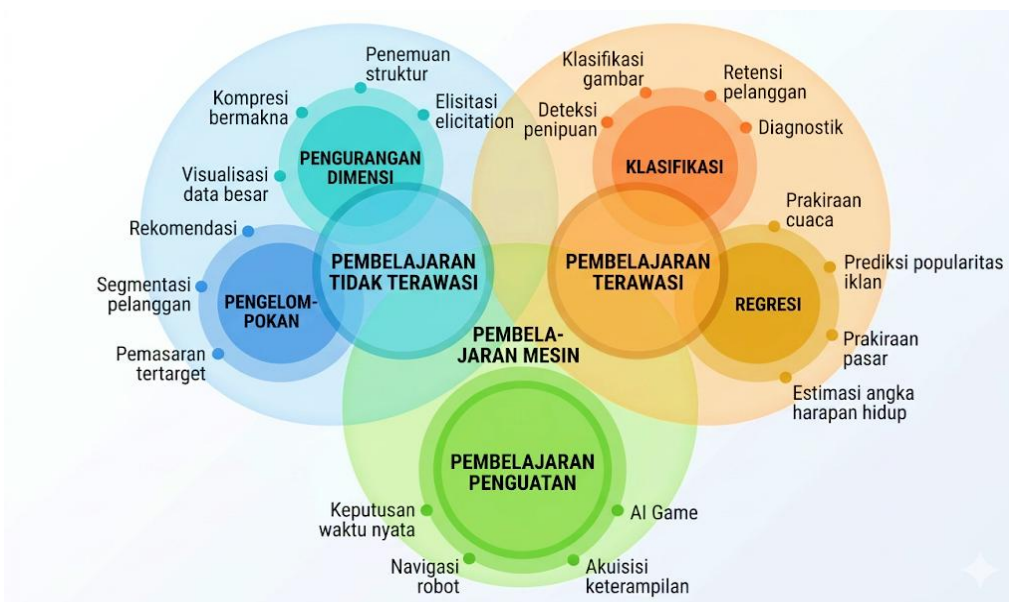 Penemuan
struktur
Kompresi
bermakna
Elisitasi
elicitation
Visualisasi
data besar
PENGURANGAN
DIMENSI
Rekomendasi
Segmentasi
pelanggan
Pemasaran
tertarget
PENGELOM-
POKAN
PEMBELAJARAN
TIDAK TERAWASI
Klasifikasi
gambar
Retensi
pelanggan
Deteksi
penipuan
Diagnostik
KLASIFIKASI
PEMBELAJARAN
TERAWASI
Prakiraan
cuaca
Prediksi popularitas
iklan
REGRESI
Prakiraan
pasar
Estimasi angka
harapan hidup
PEMBELA-
JARAN MESIN
PEMBELAJARAN
PENGUATAN
Keputusan
waktu nyata
AI Game
Navigasi
robot
Akuisisi
keterampilan